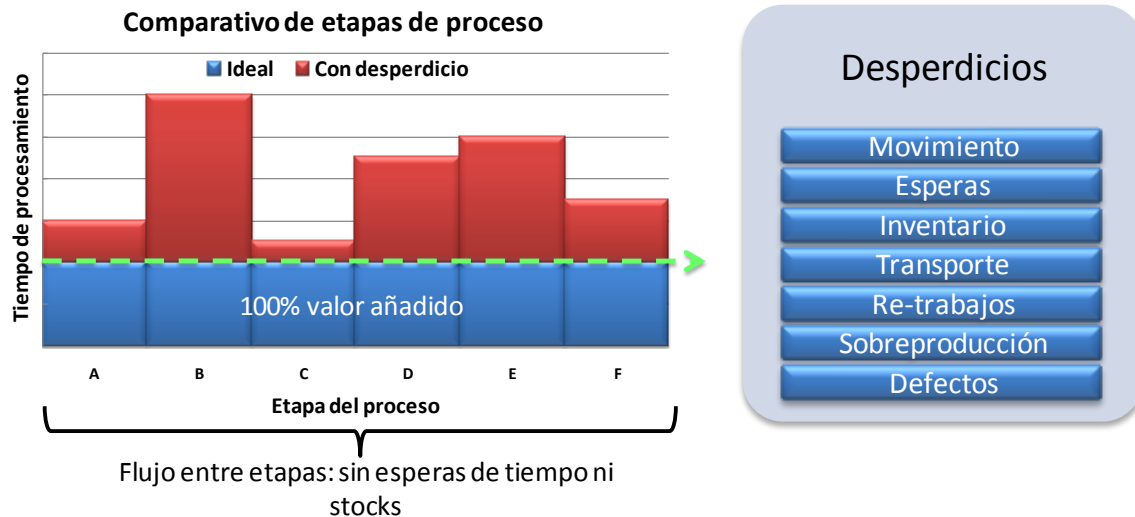 Comparativo de etapas de proceso
Ideal
Con desperdicio
Tiempo de procesamiento
100% valor añadido
A
B
C
D
E
F
Etapa del proceso
Flujo entre etapas: sin esperas de tiempo ni
stocks
Desperdicios
Movimiento
Esperas
Inventario
Transporte
Re-trabajos
Sobreproducción
Defectos